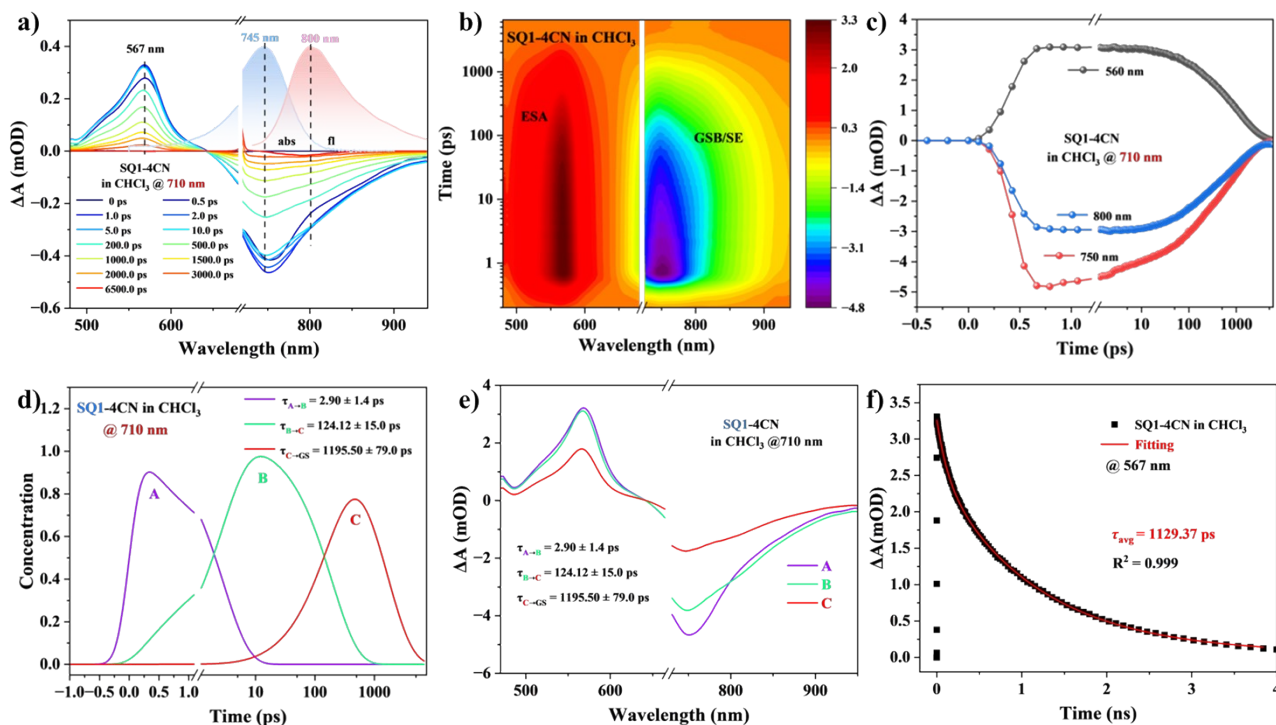 a)
745 nm
800 nm
567 nm
0.4
0.2
0.0
−0.2
−0.4
−0.6
ΔA (mOD)
abs
fl
SQ1-4CN
in CHCl₃ @ 710 nm
0 ps
0.5 ps
1.0 ps
2.0 ps
5.0 ps
10.0 ps
200.0 ps
500.0 ps
1000.0 ps
1500.0 ps
2000.0 ps
3000.0 ps
6500.0 ps
500
600
800
900
Wavelength (nm)
b)
SQ1-4CN in CHCl₃
ESA
GSB/SE
1000
100
10
1
Time (ps)
500
600
800
900
Wavelength (nm)
3.3
2.0
0.3
−1.4
−3.1
−4.8
c)
4
3
2
1
0
−1
−2
−3
−4
−5
ΔA (mOD)
560 nm
SQ1-4CN
in CHCl₃ @ 710 nm
800 nm
750 nm
−0.5
0.0
0.5
1.0
10
100
1000
Time (ps)
d)
SQ1-4CN in CHCl₃
@ 710 nm
τA→B = 2.90 ± 1.4 ps
τB→C = 124.12 ± 15.0 ps
τC→GS = 1195.50 ± 79.0 ps
A
B
C
1.2
1.0
0.8
0.6
0.4
0.2
0.0
Concentration
-1.0
-0.5
0.0
0.5
1.0
10
100
1000
Time (ps)
e)
SQ1-4CN
in CHCl₃ @710 nm
4
2
0
−2
−4
−6
ΔA (mOD)
τA→B = 2.90 ± 1.4 ps
τB→C = 124.12 ± 15.0 ps
τC→GS = 1195.50 ± 79.0 ps
A
B
C
500
600
800
900
Wavelength (nm)
f)
SQ1-4CN in CHCl₃
Fitting
@ 567 nm
τavg = 1129.37 ps
R² = 0.999
3.5
3.0
2.5
2.0
1.5
1.0
0.5
0.0
ΔA(mOD)
0
1
2
3
4
Time (ns)